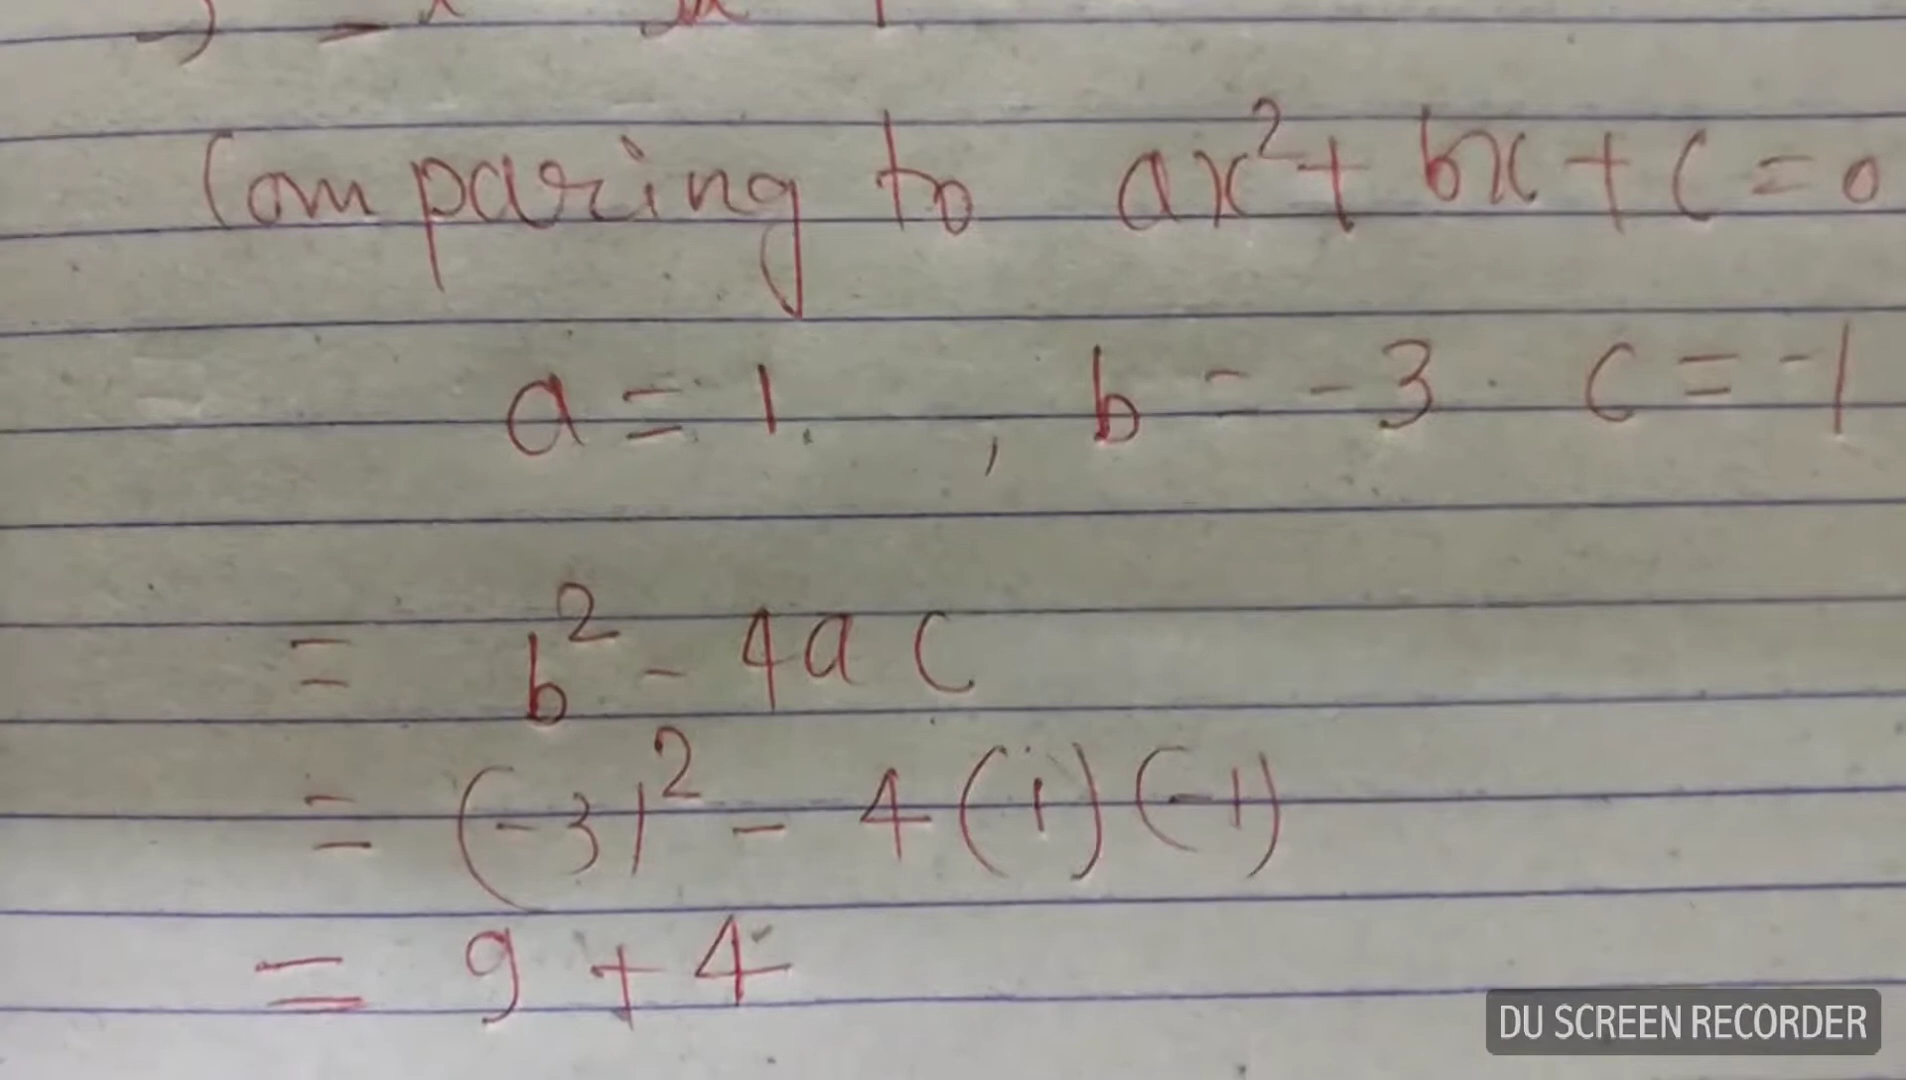 Comparing to ax²+ bx + c = 0
a = 1. , b = -3. c = -1
= b² - 4ac
= (-3)² - 4(1)(-1)
= 9 + 4
DU SCREEN RECORDER